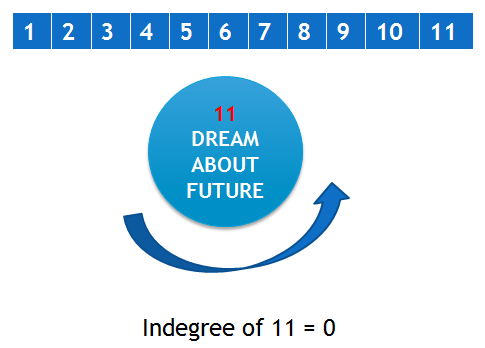 1 2 3 4 5 6 7 8 9 10 11
11
DREAM
ABOUT
FUTURE
Indegree of 11 = 0